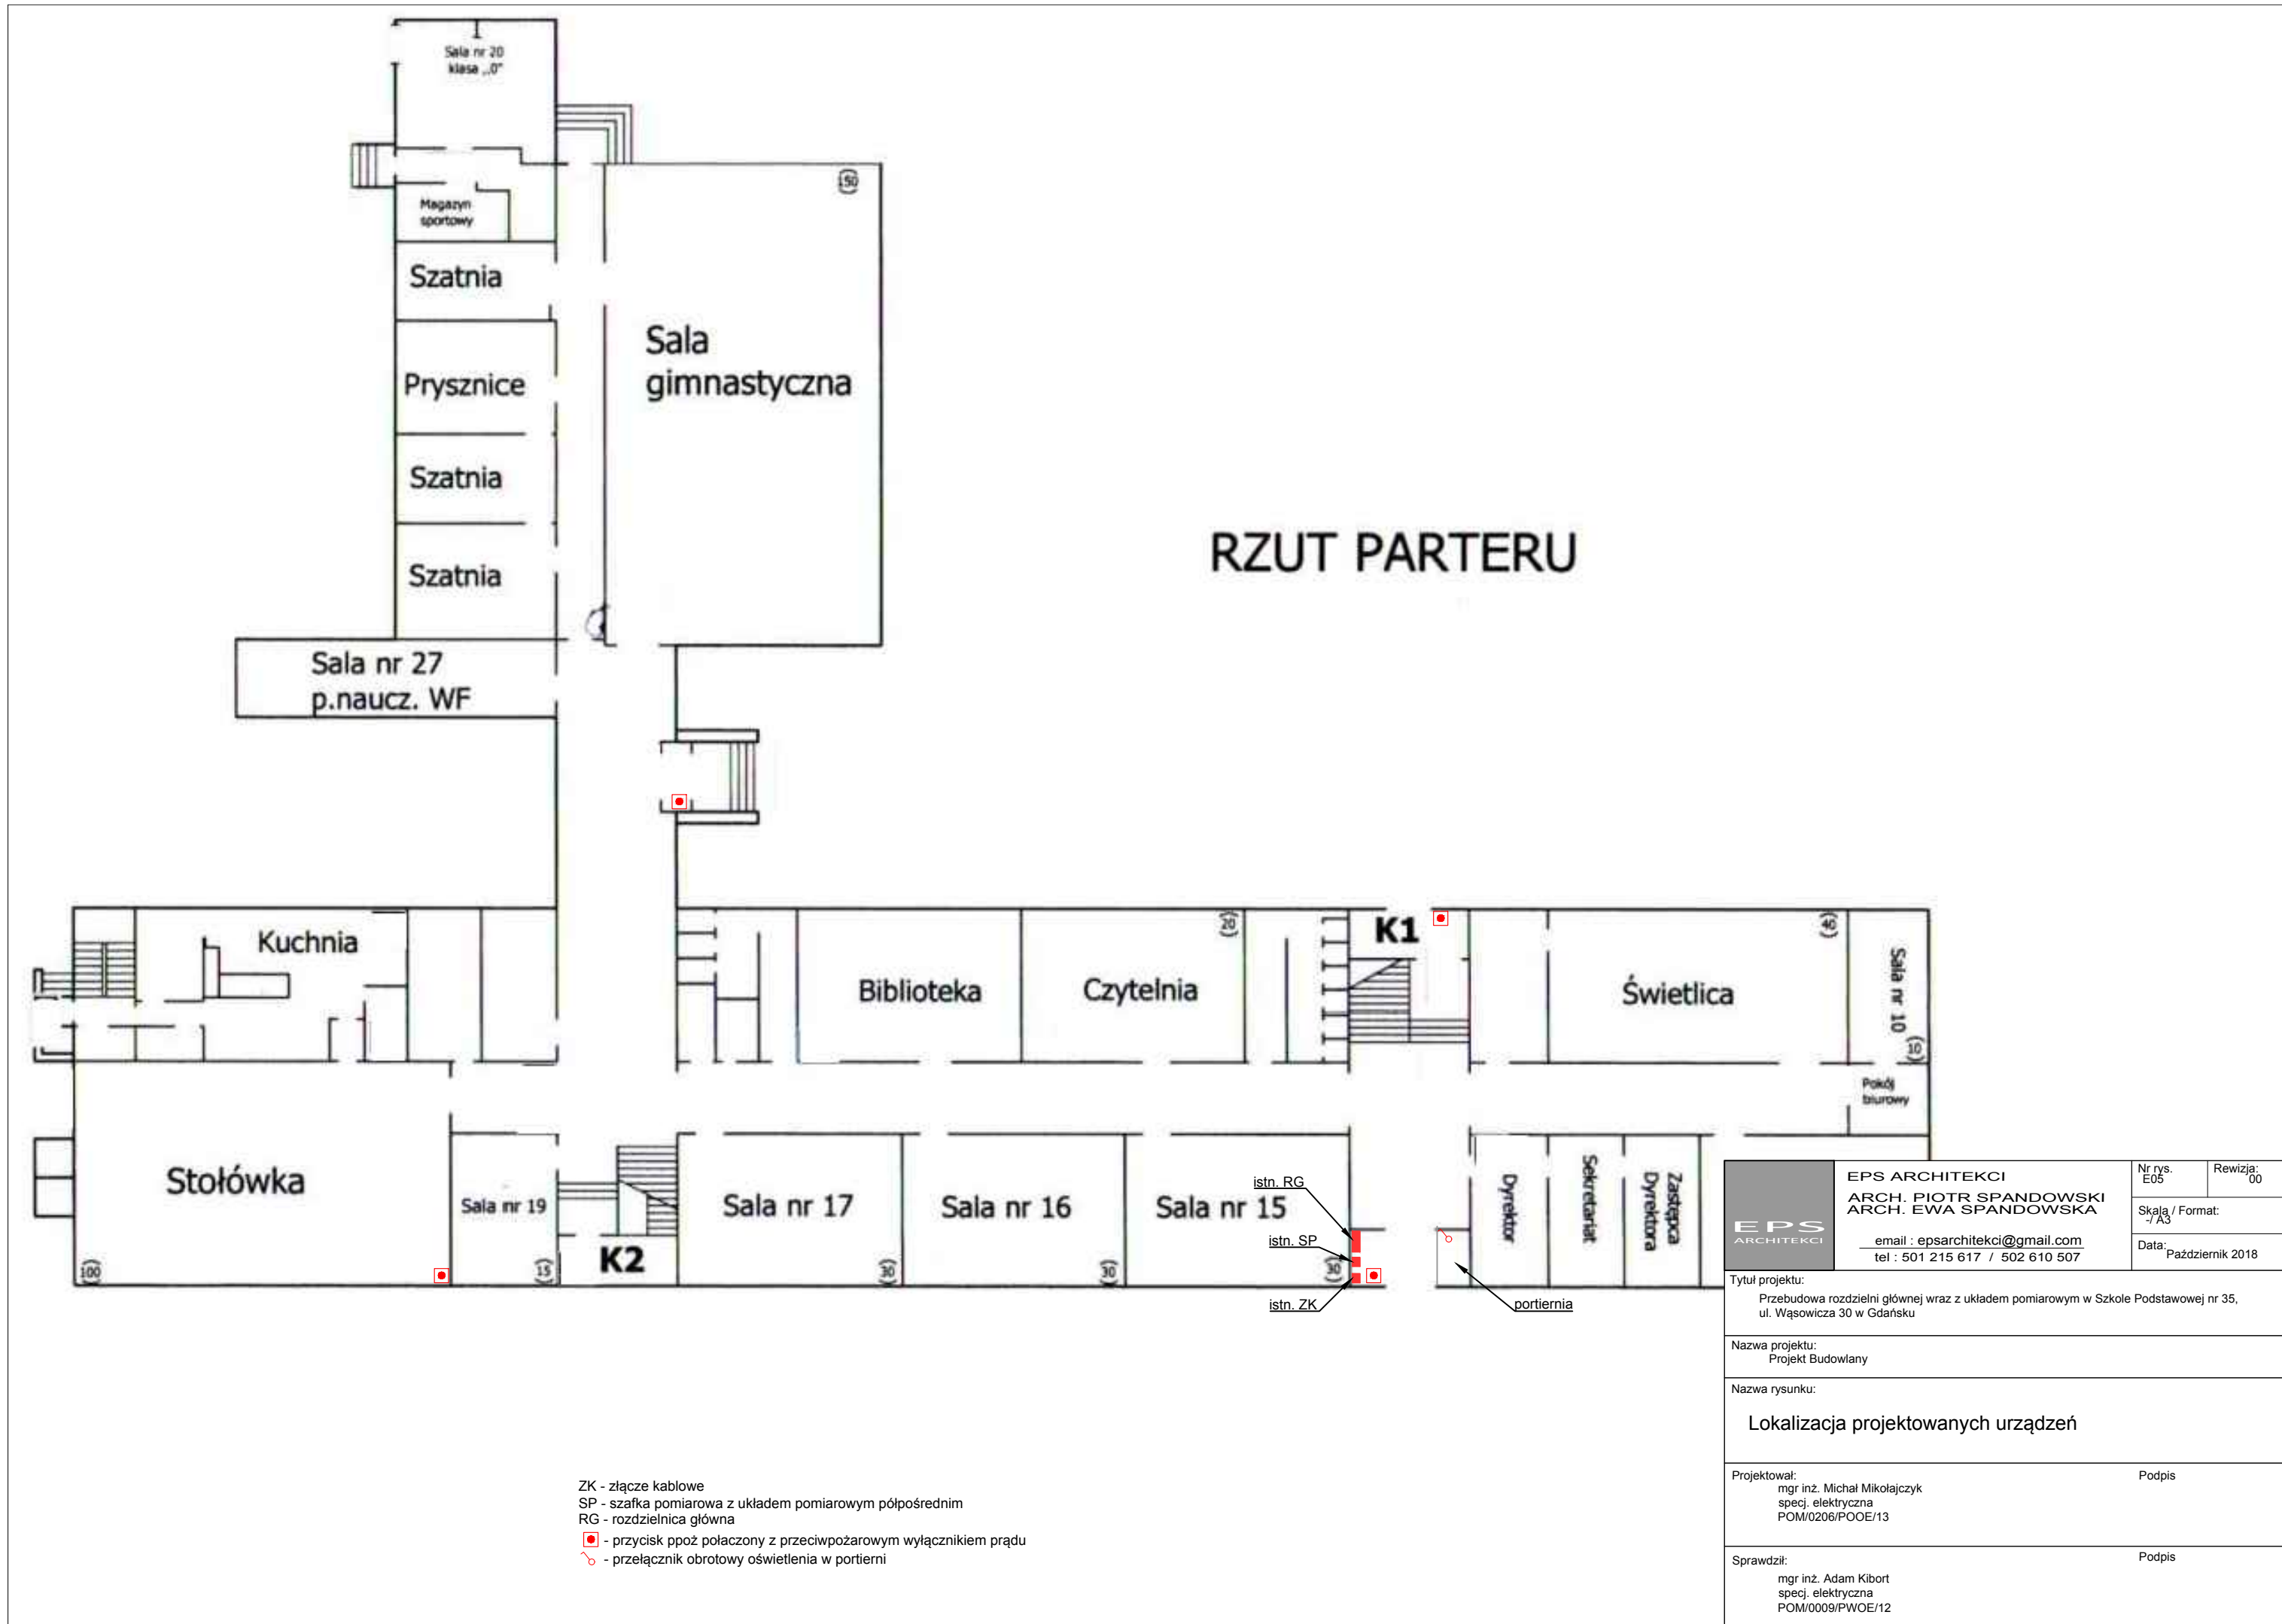 Sala nr 20
klasa ,,0"
(150)
Magazyn
sportowy
Szatnia
Prysznice
Sala
gimnastyczna
Szatnia
Szatnia
RZUT PARTERU
Sala nr 27
p.naucz. WF
Kuchnia
Biblioteka
Czytelnia
K1
Świetlica
Sala nr 10
(10)
Pokój
biurowy
Stołówka
(100)
Sala nr 19
(15)
K2
Sala nr 17
(30)
Sala nr 16
(30)
Sala nr 15
(30)
istn. RG
istn. SP
istn. ZK
portiernia
Dyrektor
Sekretariat
Zastępca
Dyrektora
ZK - złącze kablowe
SP - szafka pomiarowa z układem pomiarowym półpośrednim
RG - rozdzielnica główna
- przycisk ppoż połaczony z przeciwpożarowym wyłącznikiem prądu
- przełącznik obrotowy oświetlenia w portierni
EPS
ARCHITEKCI
EPS ARCHITEKCI
ARCH. PIOTR SPANDOWSKI
ARCH. EWA SPANDOWSKA
email : epsarchitekci@gmail.com
tel : 501 215 617 / 502 610 507
Nr rys.
E05
Rewizja:
00
Skala / Format:
-/ A3
Data:
Październik 2018
Tytuł projektu:
Przebudowa rozdzielni głównej wraz z układem pomiarowym w Szkole Podstawowej nr 35,
ul. Wąsowicza 30 w Gdańsku
Nazwa projektu:
Projekt Budowlany
Nazwa rysunku:
Lokalizacja projektowanych urządzeń
Projektował:
Podpis
mgr inż. Michał Mikołajczyk
specj. elektryczna
POM/0206/POOE/13
Sprawdził:
Podpis
mgr inż. Adam Kibort
specj. elektryczna
POM/0009/PWOE/12